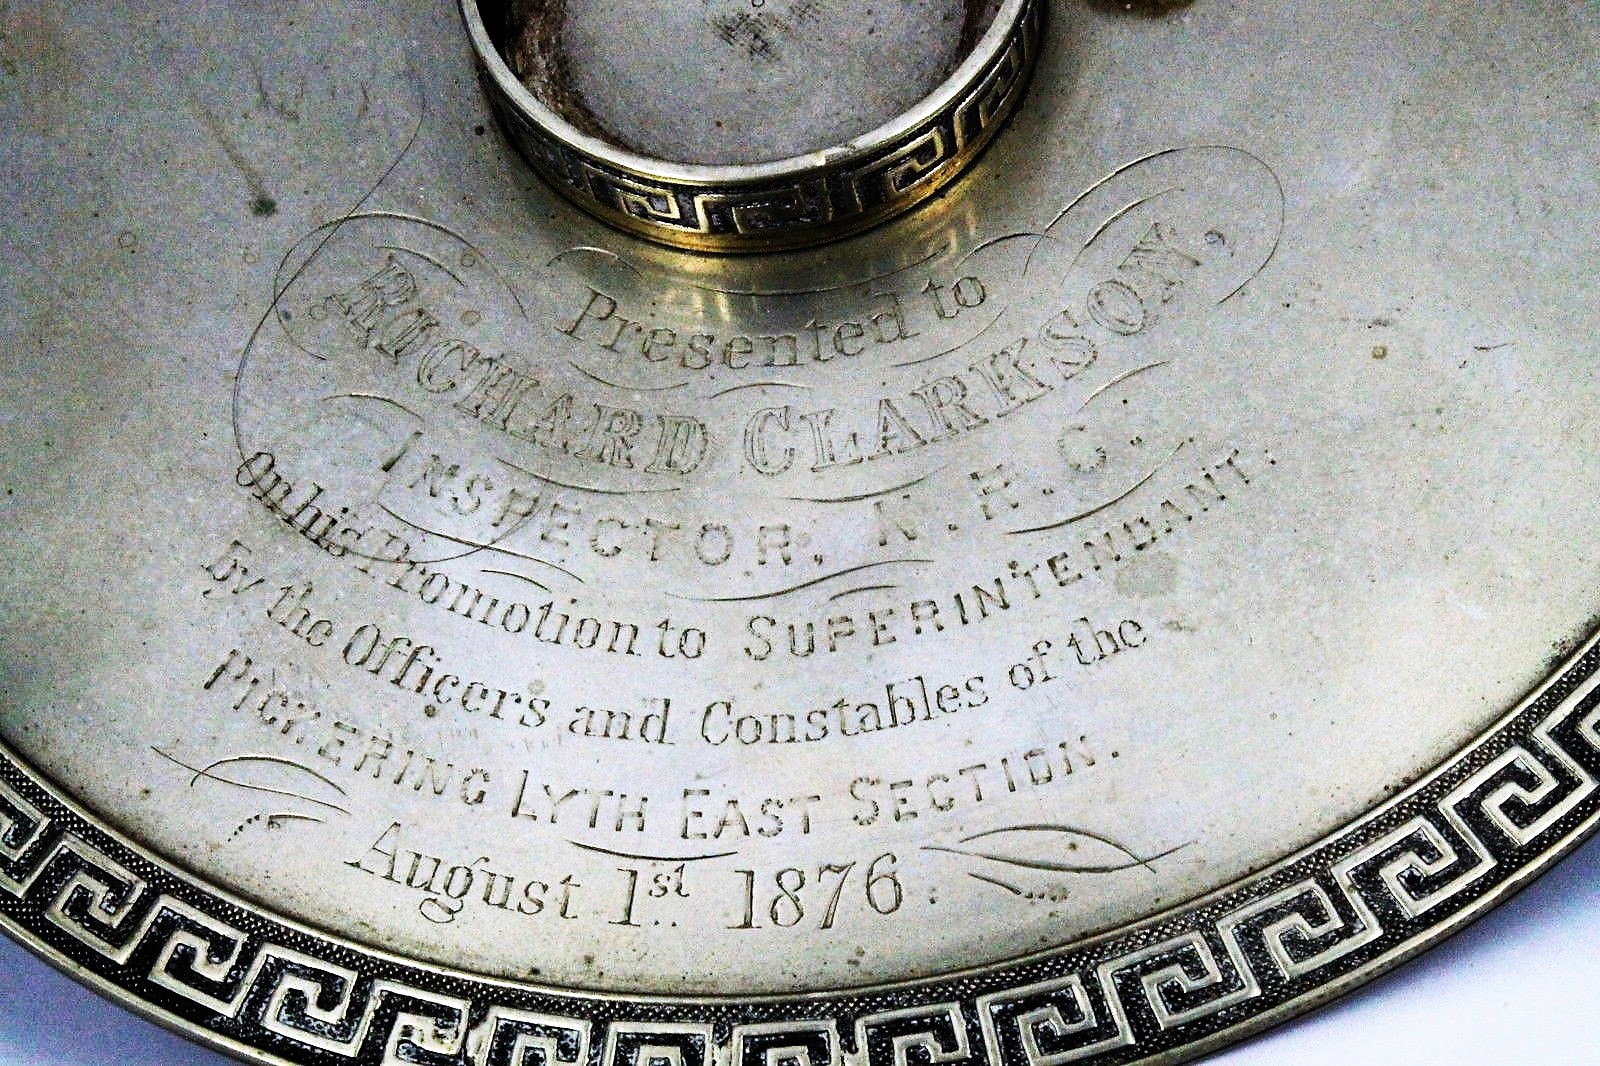 Presented to
RICHARD CLARKSON,
INSPECTOR, N.R.C.
On his Promotion to SUPERINTENDANT.
by the Officers and Constables of the
PICKERING LYTH EAST SECTION.
August 1st 1876.